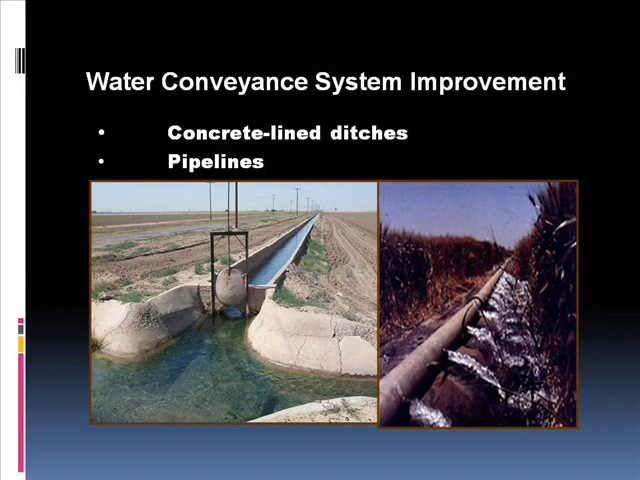 Water Conveyance System Improvement
• Concrete-lined ditches
• Pipelines